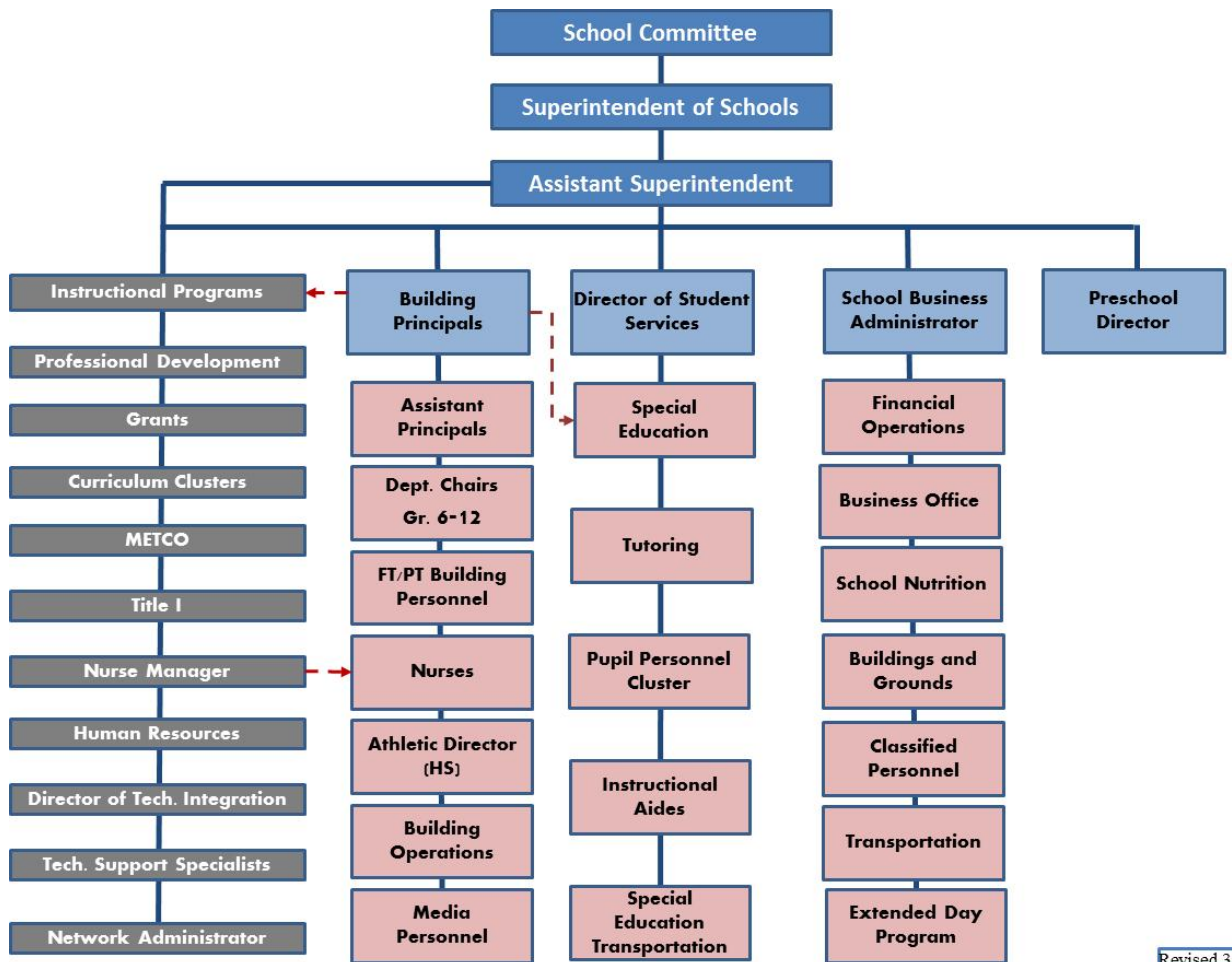 School Committee
Superintendent of Schools
Assistant Superintendent
Instructional Programs
Professional Development
Grants
Curriculum Clusters
METCO
Title I
Nurse Manager
Human Resources
Director of Tech. Integration
Tech. Support Specialists
Network Administrator
Building
Principals
Assistant
Principals
Dept. Chairs
Gr. 6-12
FT/PT Building
Personnel
Nurses
Athletic Director
(HS)
Building
Operations
Media
Personnel
Director of Student
Services
Special
Education
Tutoring
Pupil Personnel
Cluster
Instructional
Aides
Special
Education
Transportation
School Business
Administrator
Financial
Operations
Business Office
School Nutrition
Buildings and
Grounds
Classified
Personnel
Transportation
Extended Day
Program
Preschool
Director
Revised 3